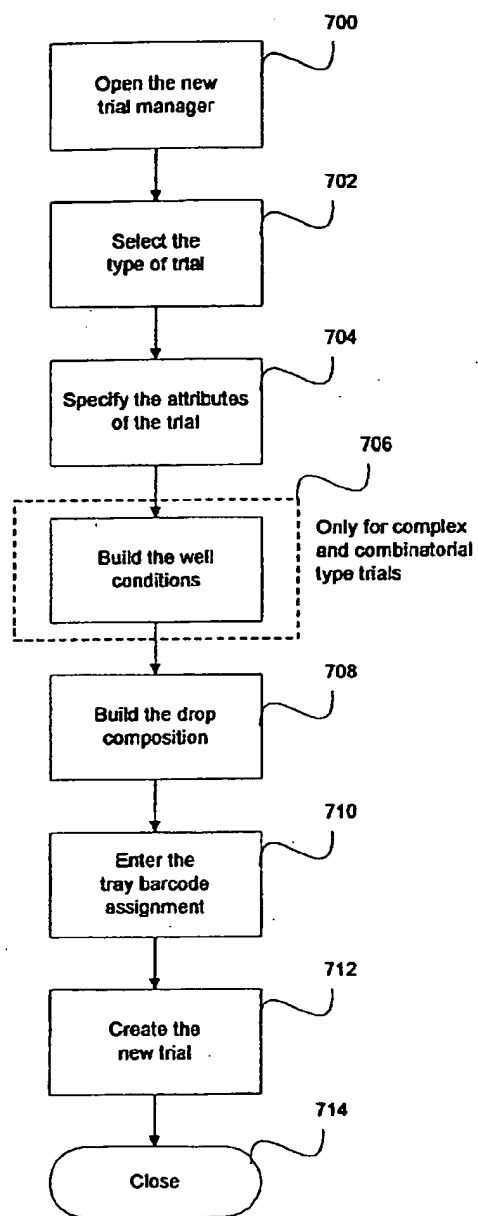 700
Open the new
trial manager
702
Select the
type of trial
704
Specify the attributes
of the trial
706
Only for complex
and combinatorial
type trials
Build the well
conditions
708
Build the drop
composition
710
Enter the
tray barcode
assignment
712
Create the
new trial
714
Close